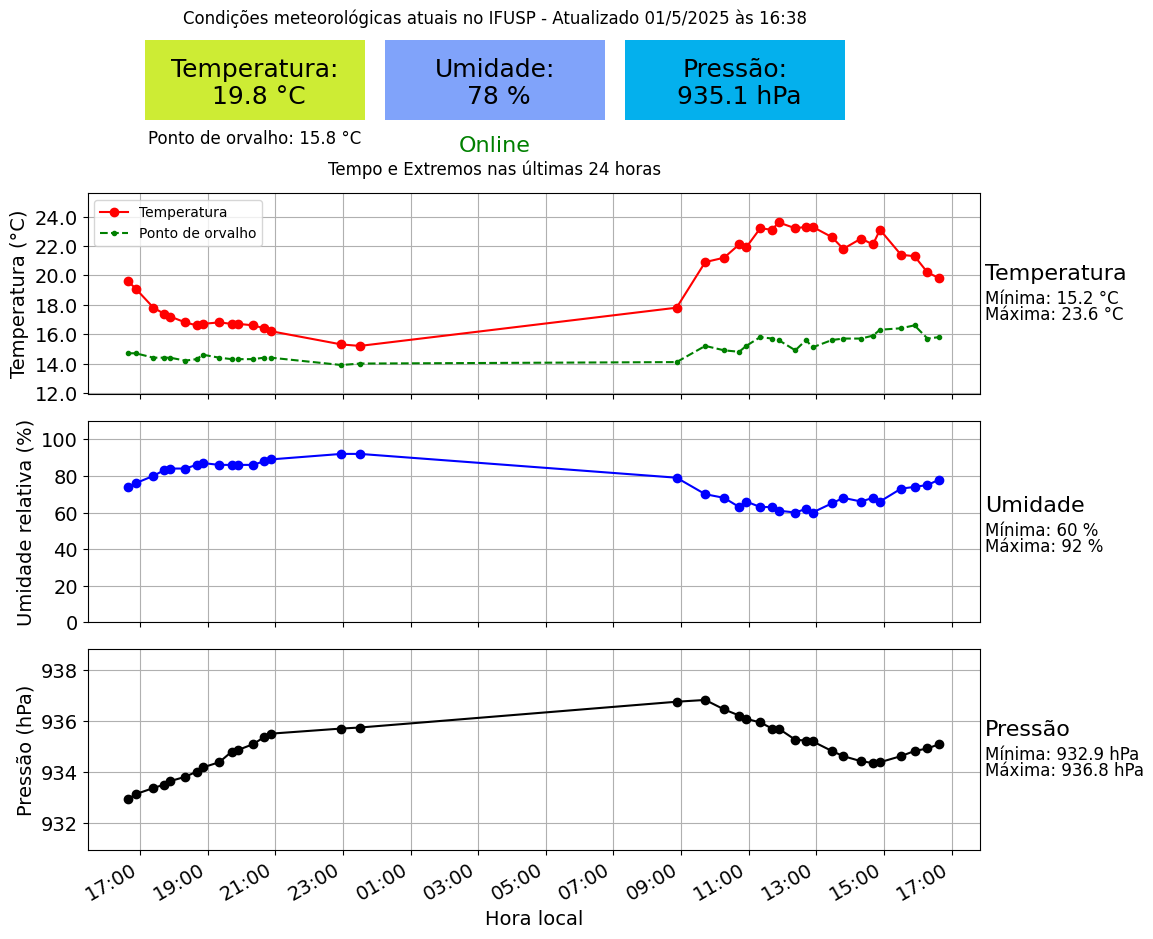 Condições meteorológicas atuais no IFUSP - Atualizado 01/5/2025 às 16:38
Temperatura:
19.8 °C
Umidade:
78 %
Pressão:
935.1 hPa
Ponto de orvalho: 15.8 °C
Online
Tempo e Extremos nas últimas 24 horas
Temperatura (°C)
24.0
22.0
20.0
18.0
16.0
14.0
12.0
Temperatura
Ponto de orvalho
Temperatura
Mínima: 15.2 °C
Máxima: 23.6 °C
Umidade relativa (%)
100
80
60
40
20
0
Umidade
Mínima: 60 %
Máxima: 92 %
Pressão (hPa)
938
936
934
932
Pressão
Mínima: 932.9 hPa
Máxima: 936.8 hPa
17:00
19:00
21:00
23:00
01:00
03:00
05:00
07:00
09:00
11:00
13:00
15:00
17:00
Hora local